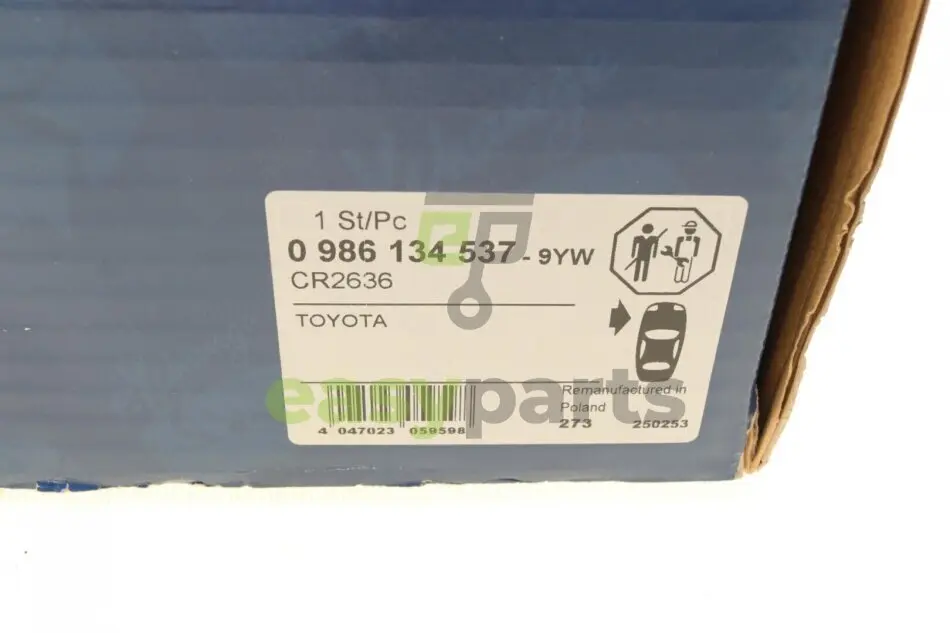 1 St/Pc
0 986 134 537 - 9YW
CR2636
TOYOTA
easyparts
Remanufactured in
Poland
4 047023 059598
273 250253